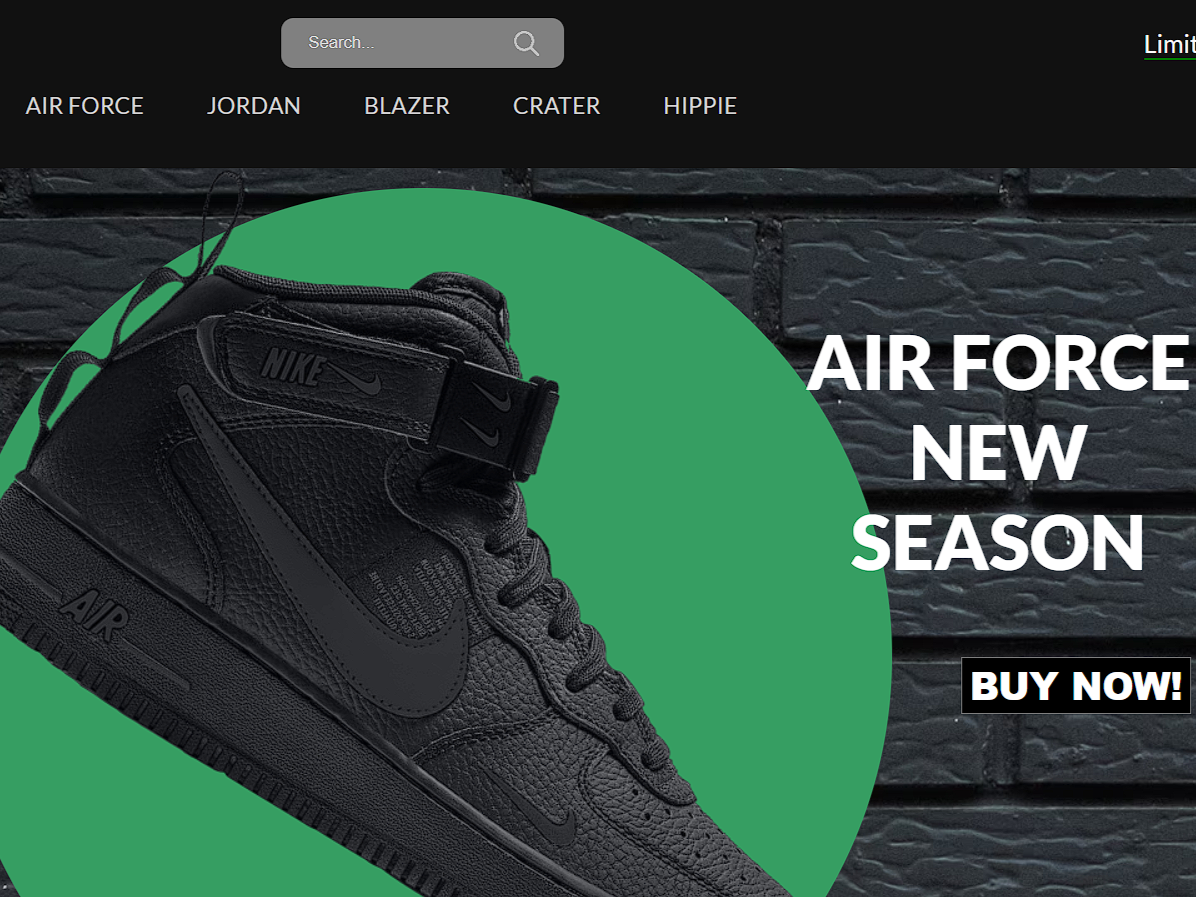 Search...
Limit
AIR FORCE JORDAN BLAZER CRATER HIPPIE
AIR FORCE
NEW
SEASON
BUY NOW!
NIKE
AIR